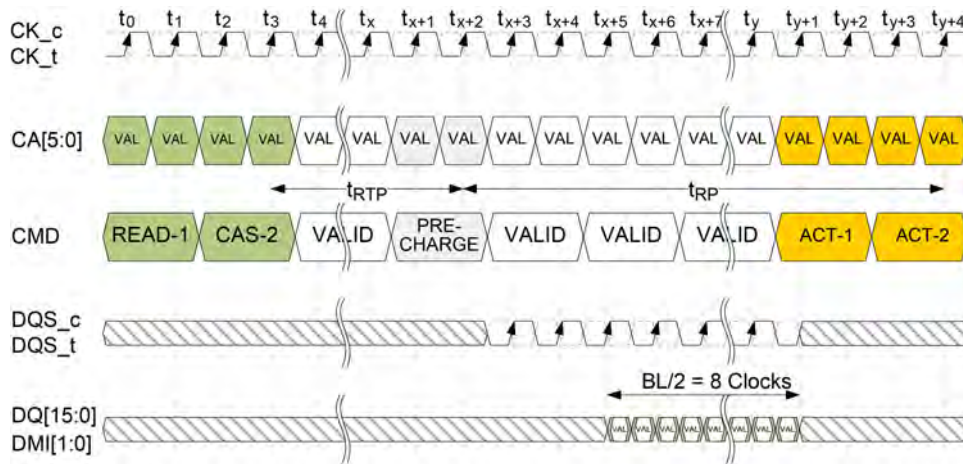 t0 t1 t2 t3 t4 tx tx+1 tx+2 tx+3 tx+4 tx+5 tx+6 tx+7 ty ty+1 ty+2 ty+3 ty+4
CK_c
CK_t
CA[5:0] VAL VAL VAL VAL VAL VAL VAL VAL VAL VAL VAL VAL VAL VAL VAL VAL VAL VAL
tRTP tRP
CMD READ-1 CAS-2 VALID PRE-CHARGE VALID VALID VALID ACT-1 ACT-2
DQS_c
DQS_t
BL/2 = 8 Clocks
DQ[15:0]
VAL VAL VAL VAL VAL VAL VAL VAL
DMI[1:0]